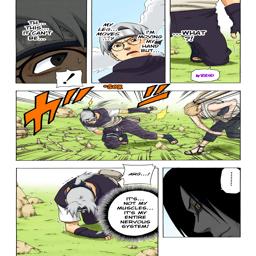 TH...
THIS...
IT CAN'T
BE...
MY...
LEG...
MOVES
I'M
MOVING
MY
HAND
BUT...
...
WHAT
?!
ARG...!
IT'S...
NOT MY
MUSCLES...
IT'S MY
ENTIRE
NERVOUS
SYSTEM!